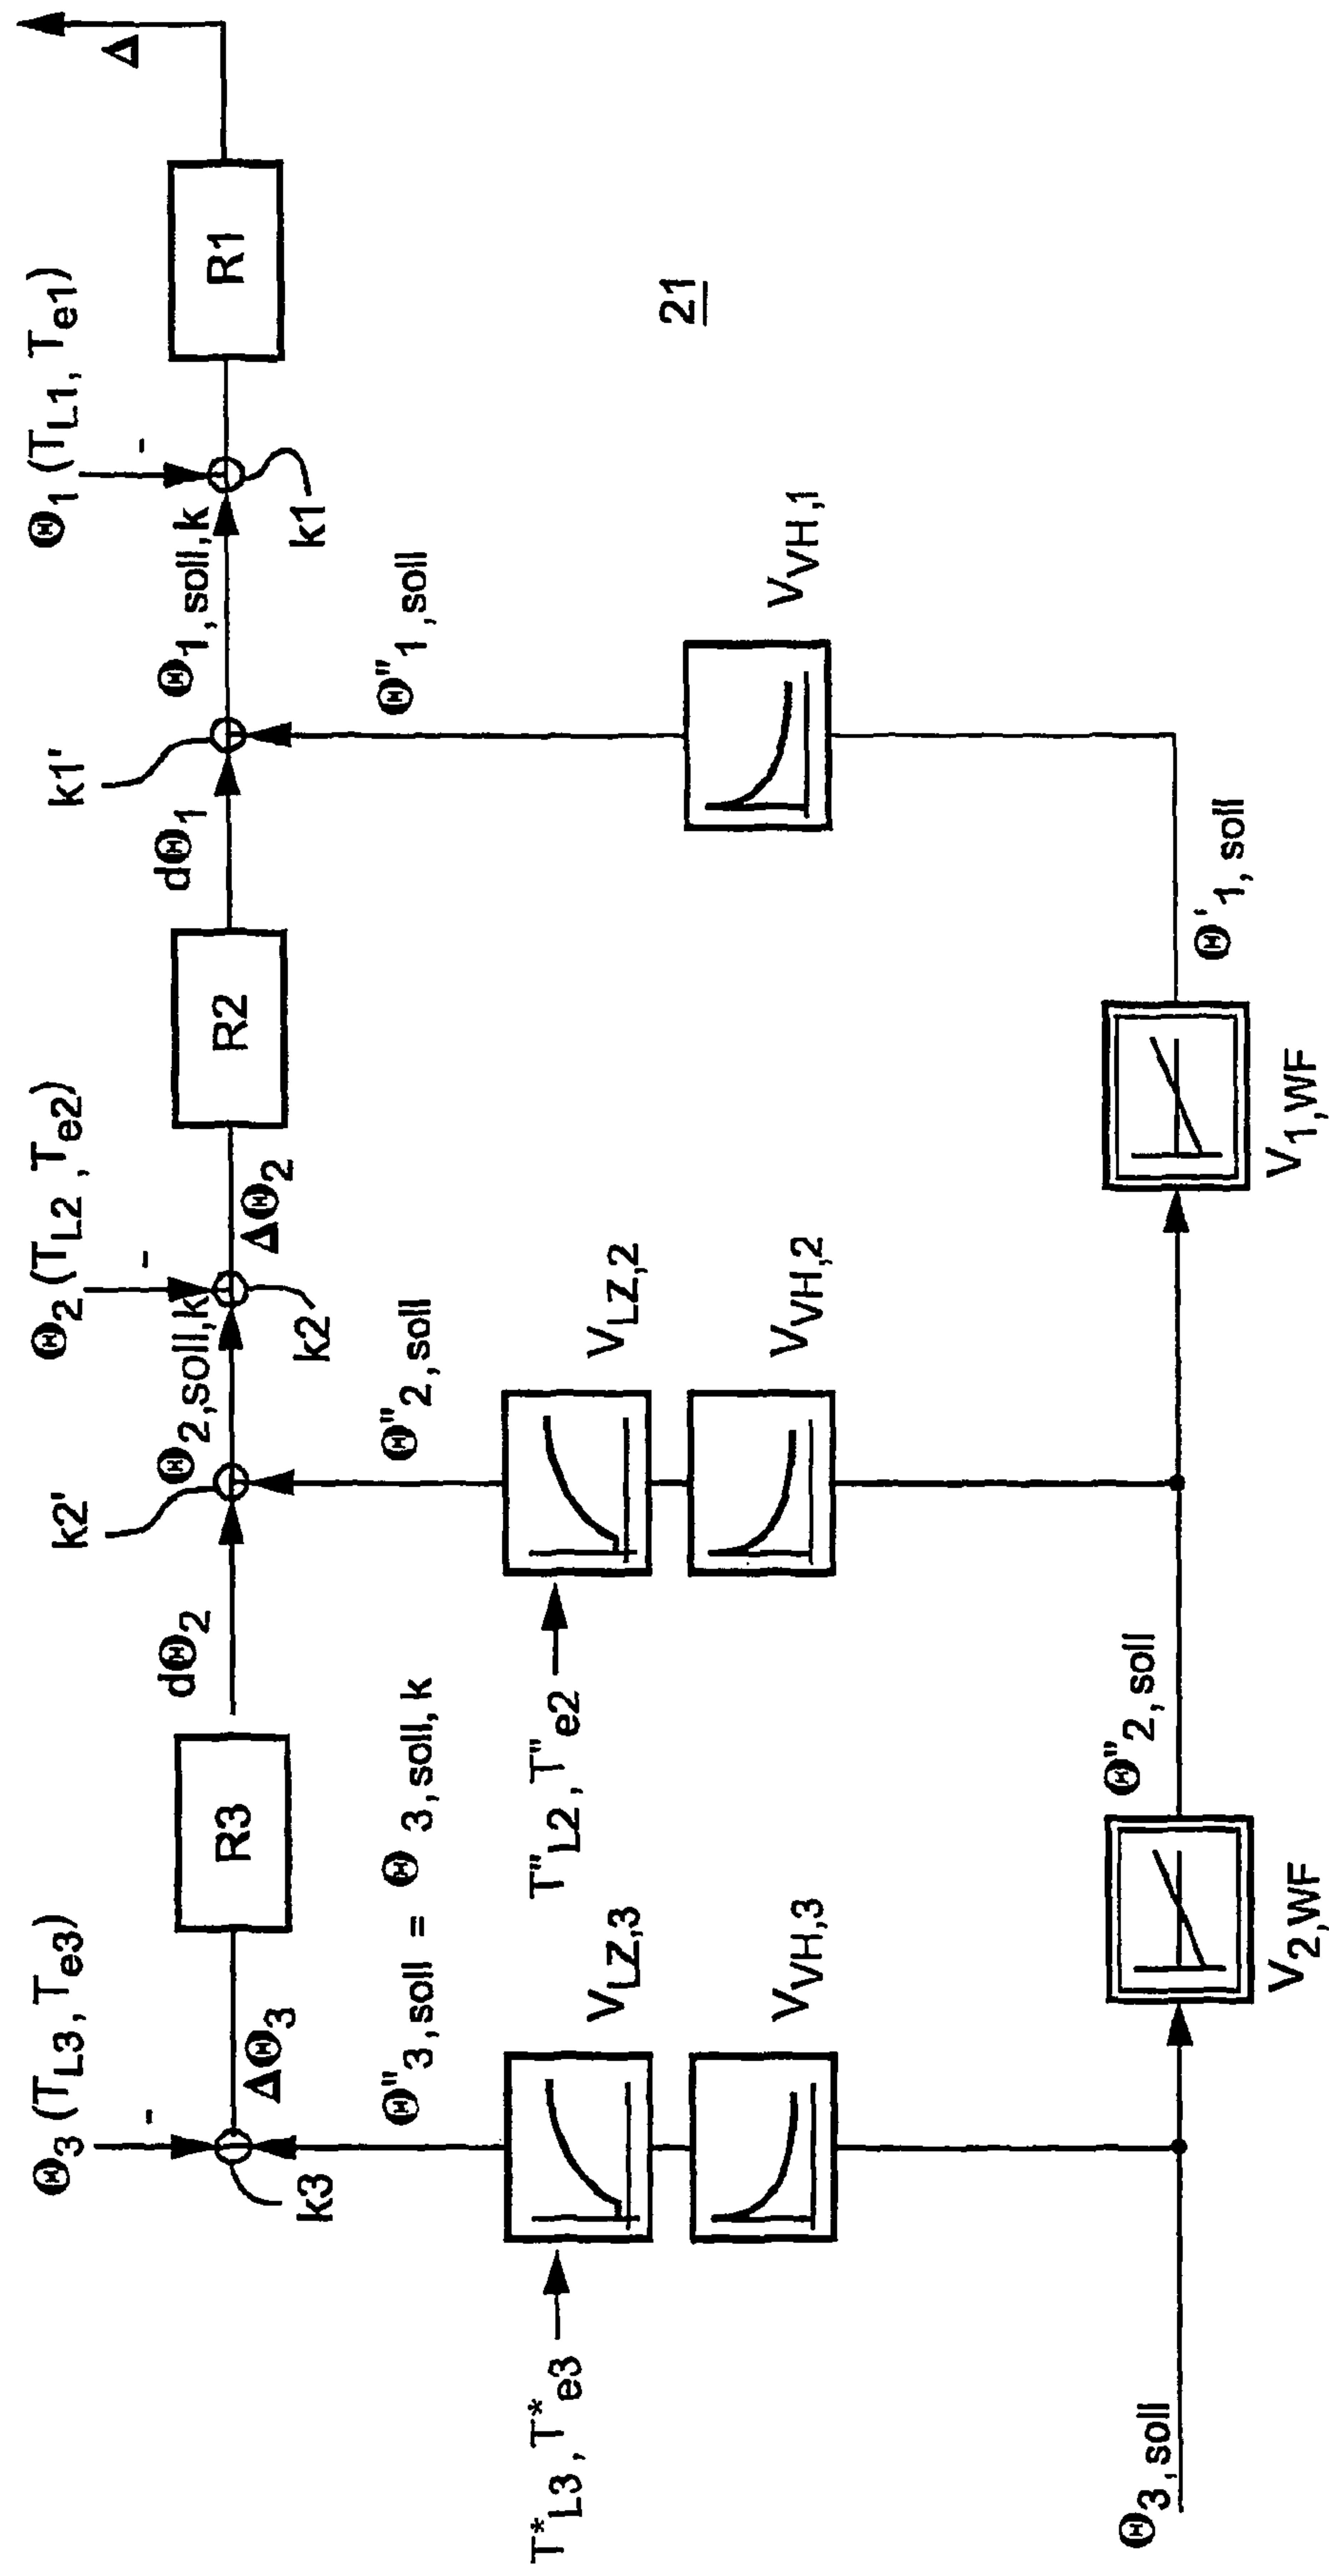 Θ3 (TL3, Te3)
Θ2 (TL2, Te2)
Θ1 (TL1, Te1)
Δ
-
-
-
k2'
k1'
dΘ2
Θ2,soll,k
dΘ1
Θ1,soll,k
R3
R2
R1
ΔΘ3
ΔΘ2
k3
k2
k1
Θ"3,soll = Θ 3,soll,k
Θ"2,soll
Θ"1,soll
T*L3, T*e3
T"L2, T"e2
VLZ,3
VLZ,2
21
VVH,3
VVH,2
VVH,1
Θ3,soll
Θ"2,soll
Θ'1,soll
V2,WF
V1,WF